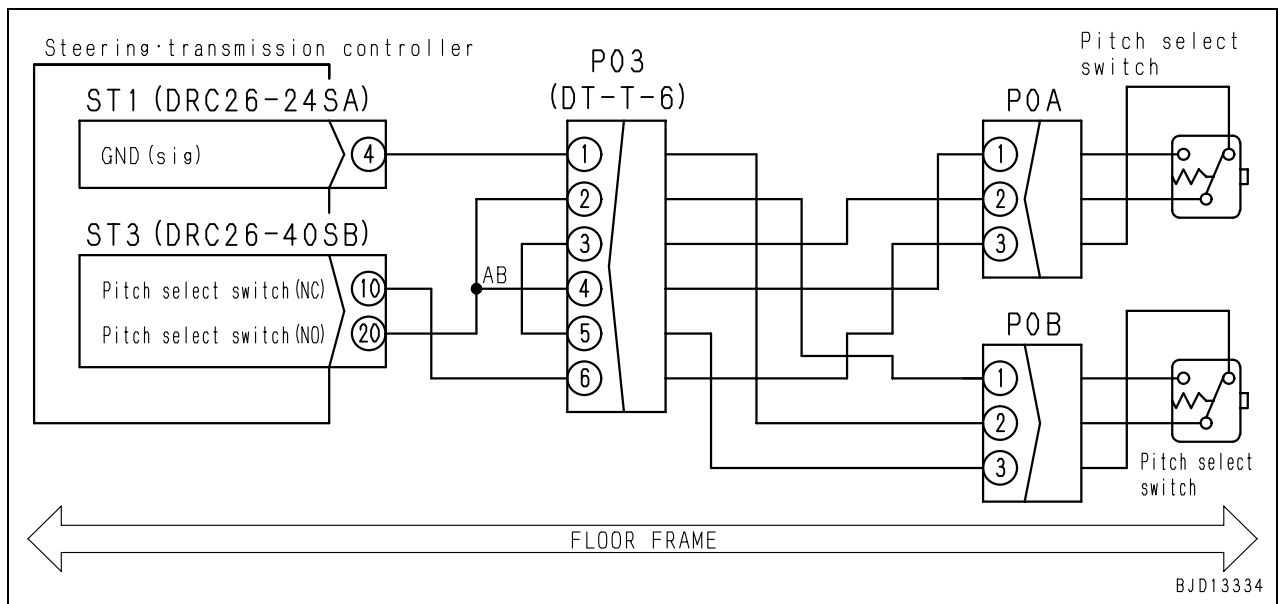 Steering·transmission controller
ST1 (DRC26-24SA)
GND (sig)
4
ST3 (DRC26-40SB)
Pitch select switch (NC)
10
Pitch select switch (NO)
20
AB
P03
(DT-T-6)
1
2
3
4
5
6
Pitch select
switch
P0A
1
2
3
P0B
1
2
3
Pitch select
switch
FLOOR FRAME
BJD13334